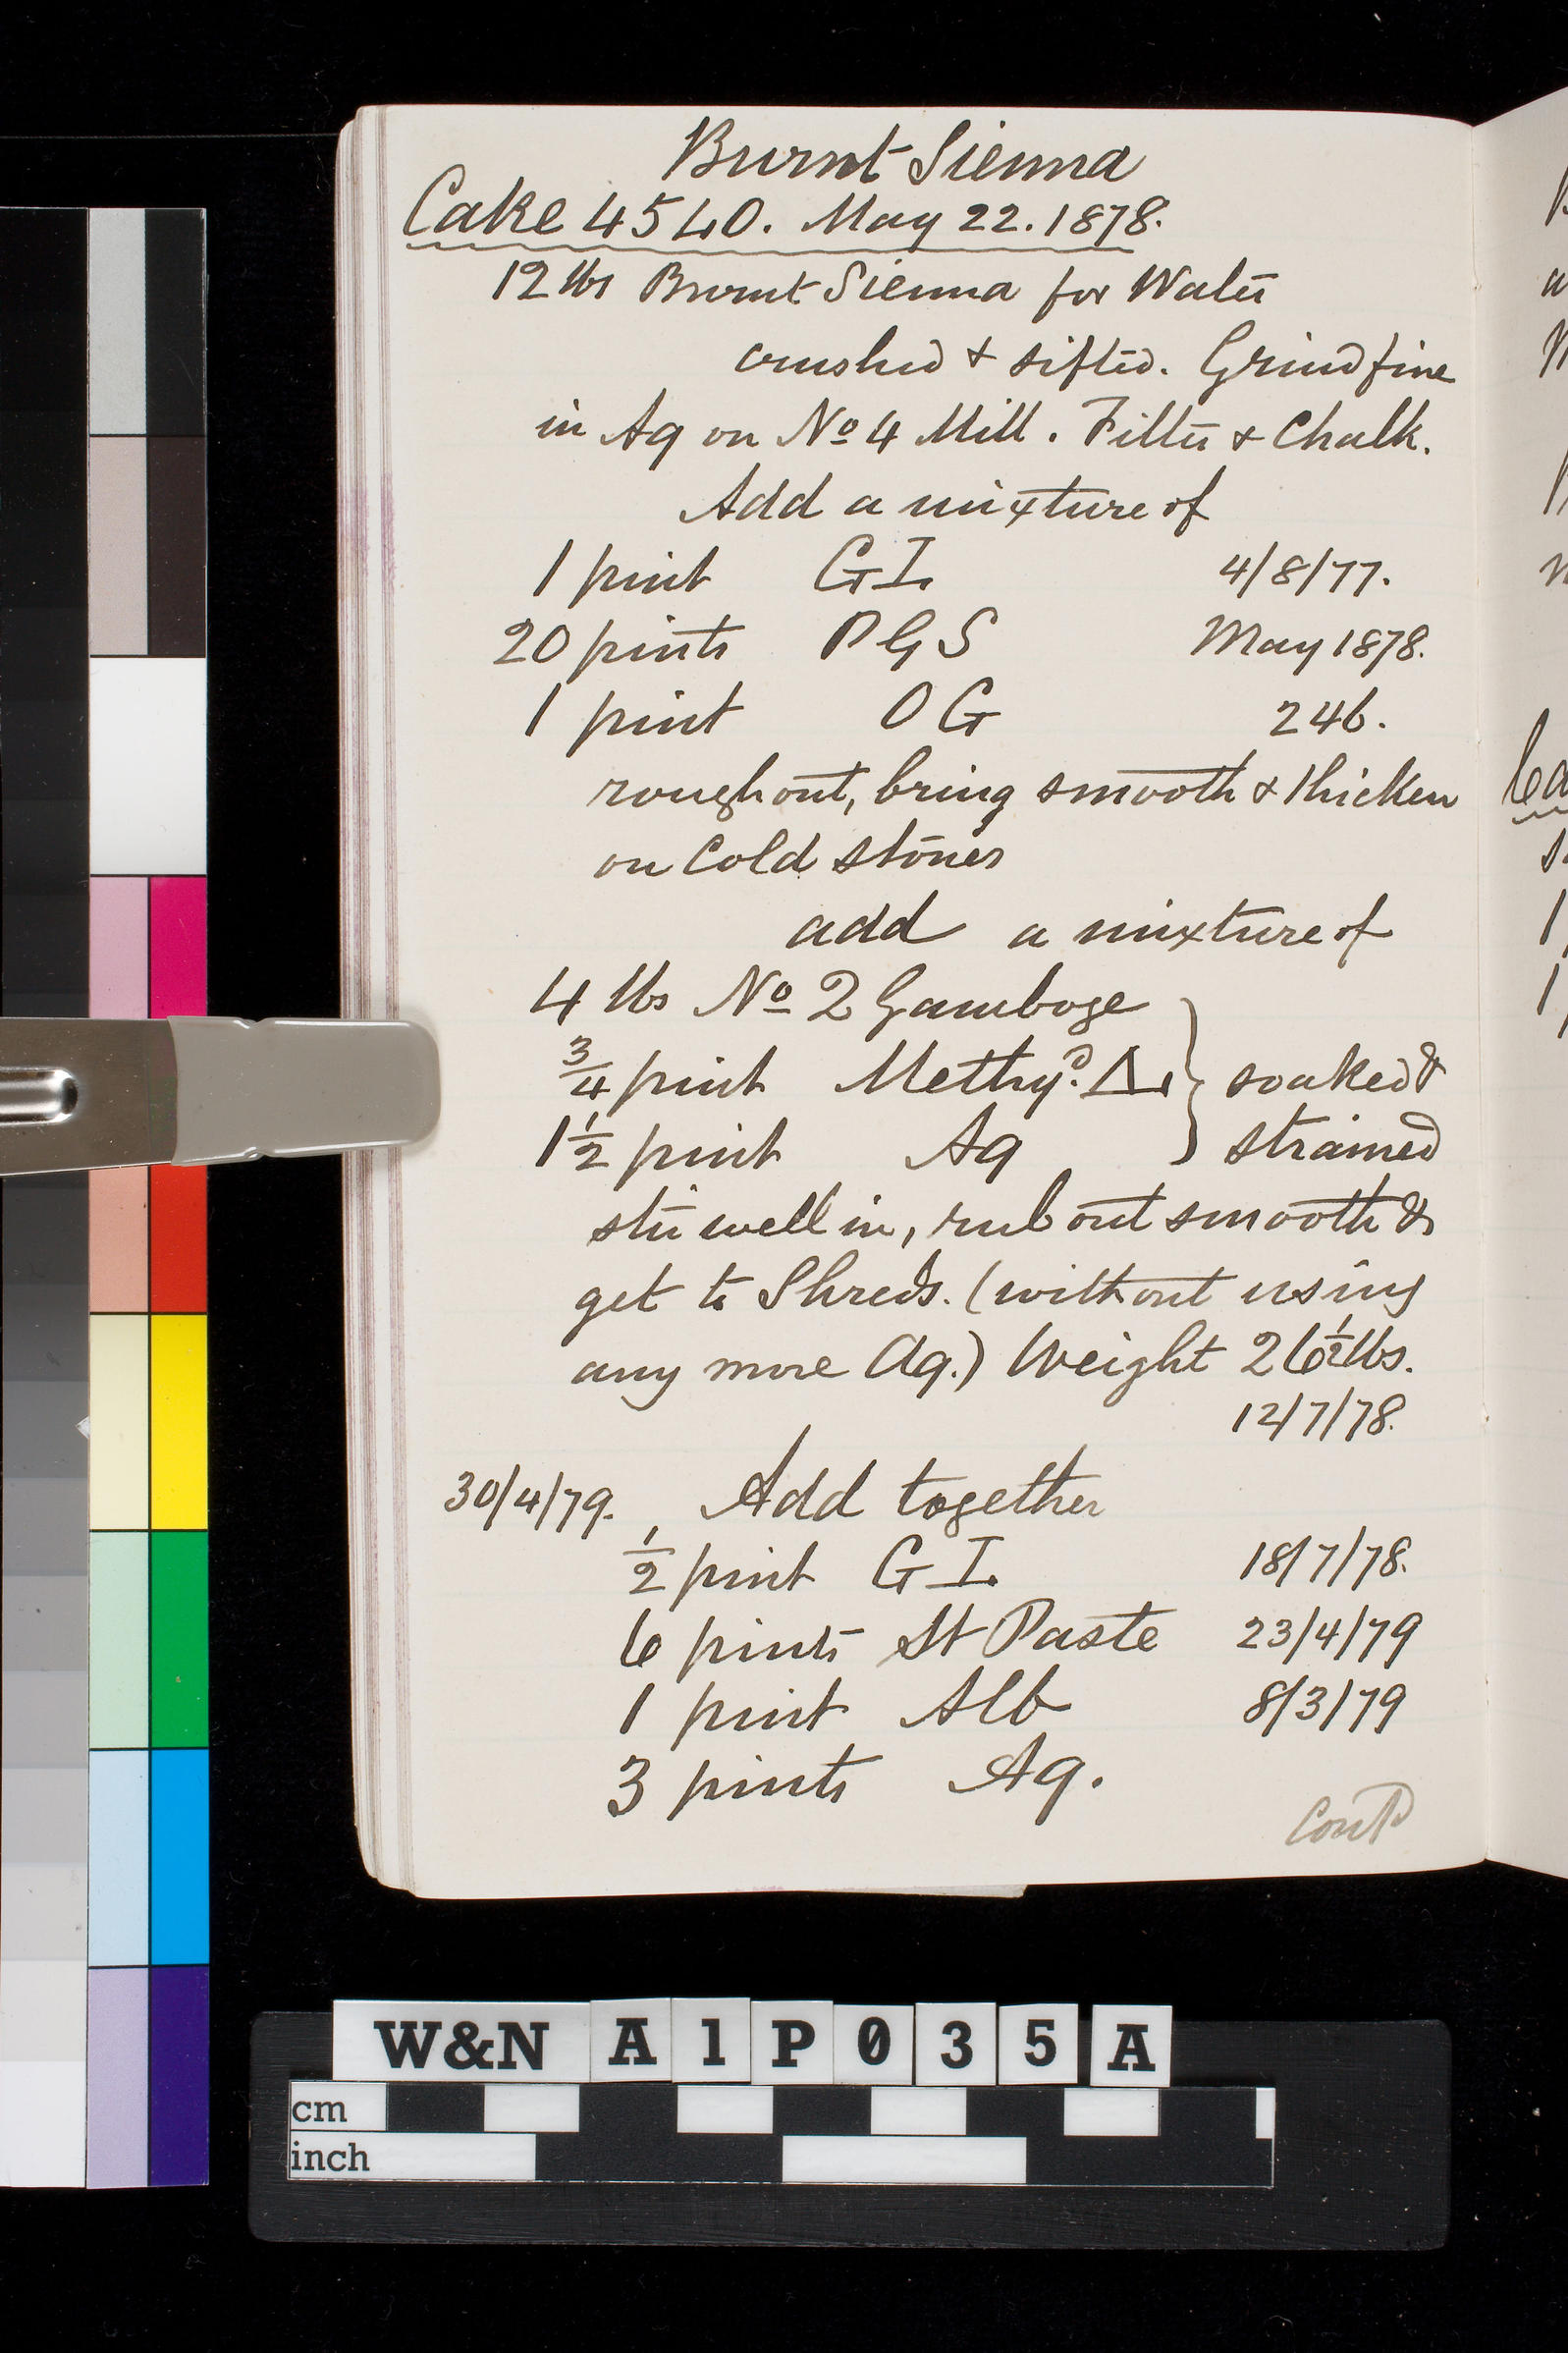 Burnt Sienna
Cake 4540. May 22. 1878.
12 lbs Burnt Sienna for Water
crushed & sifted. Grind fine
in Aq on No 4 Mill. Filter & Chalk.
Add a mixture of
1 pint GI. 4/8/77.
20 pints PGS May 1878.
1 pint OG 246.
rough out, bring smooth & thicken
on Cold stones
add a mixture of
4 lbs No 2 Gamboge
3/4 pint Methyd. Δ. } soaked &
1 1/2 pint Aq } strained
stir well in, rub out smooth &
get to Shreds. (without using
any more Aq.) Weight 26 1/2 lbs.
12/7/78.
30/4/79. Add together
1/2 pint GI. 18/7/78.
6 pints St Paste 23/4/79
1 pint Alb 8/3/79
3 pints Aq.
Contd
W&N A1P035A
cm
inch